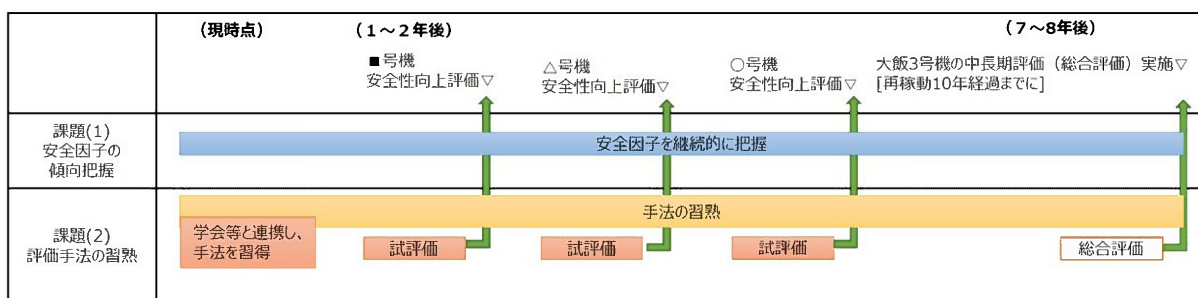 (現時点)
(1~2年後)
(7~8年後)
■号機
安全性向上評価▽
△号機
安全性向上評価▽
○号機
安全性向上評価▽
大飯3号機の中長期評価(総合評価)実施▽
[再稼動10年経過までに]
課題(1)
安全因子の
傾向把握
安全因子を継続的に把握
課題(2)
評価手法の習熟
手法の習熟
学会等と連携し、
手法を習得
試評価
試評価
試評価
総合評価